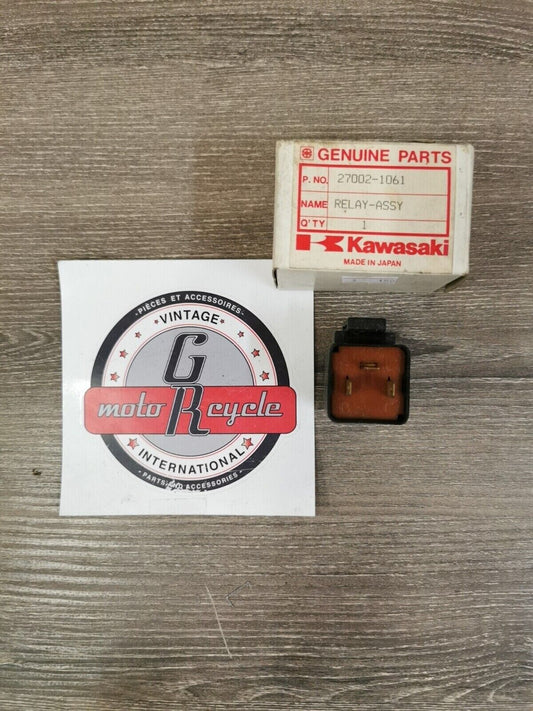 GENUINE PARTS
P. NO. 27002-1061
NAME RELAY-ASSY
Q'TY 1
Kawasaki
MADE IN JAPAN
- PIÈCES ET ACCESSOIRES -
VINTAGE
G
moto R cycle
INTERNATIONAL
- PARTS AND ACCESSORIES -